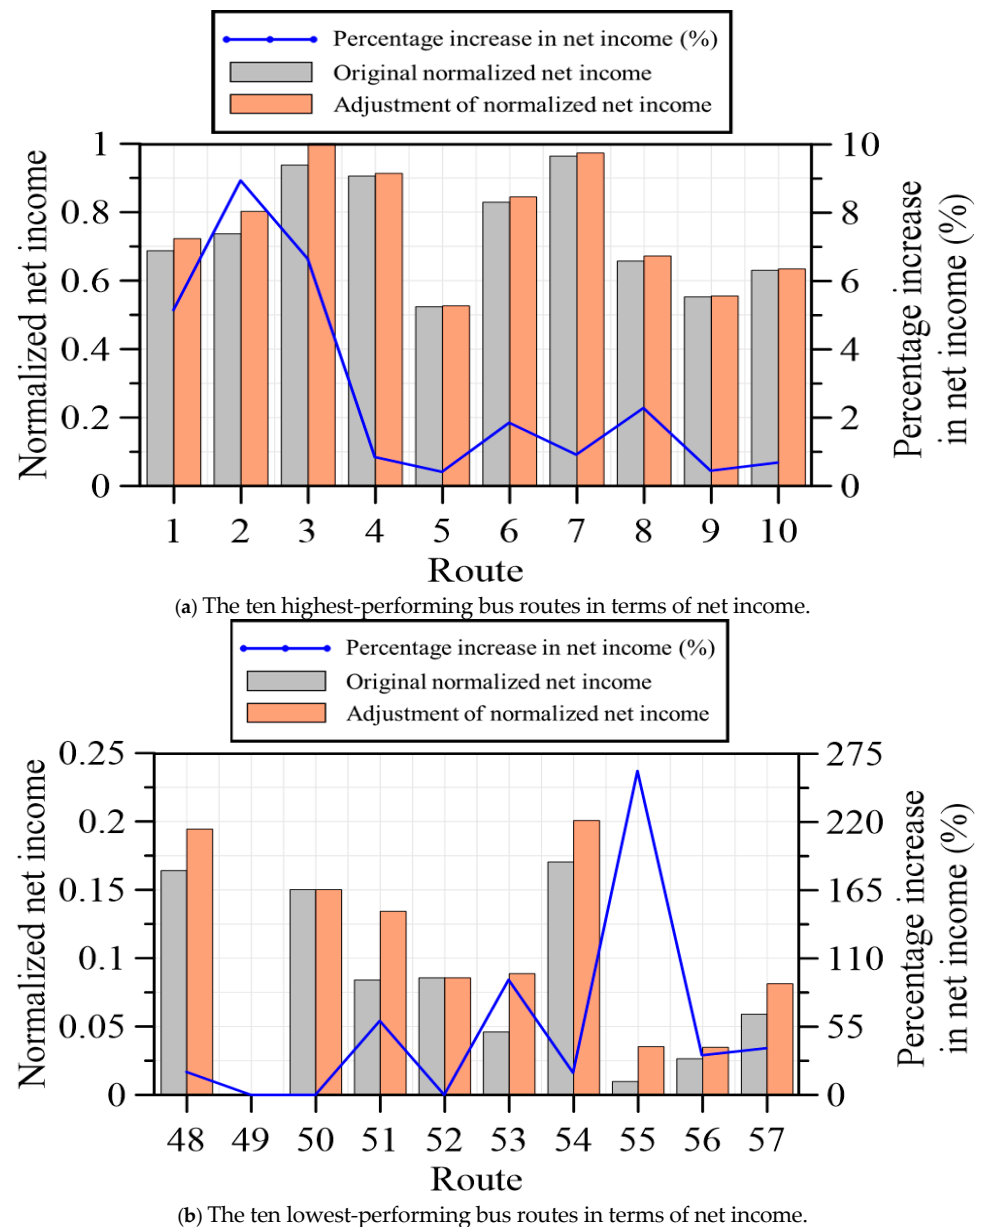 Percentage increase in net income (%)
Original normalized net income
Adjustment of normalized net income
Normalized net income
1
0.8
0.6
0.4
0.2
0
10
8
6
4
2
0
Percentage increase
in net income (%)
1 2 3 4 5 6 7 8 9 10
Route
(a) The ten highest-performing bus routes in terms of net income.
Percentage increase in net income (%)
Original normalized net income
Adjustment of normalized net income
Normalized net income
0.25
0.2
0.15
0.1
0.05
0
275
220
165
110
55
0
Percentage increase
in net income (%)
48 49 50 51 52 53 54 55 56 57
Route
(b) The ten lowest-performing bus routes in terms of net income.